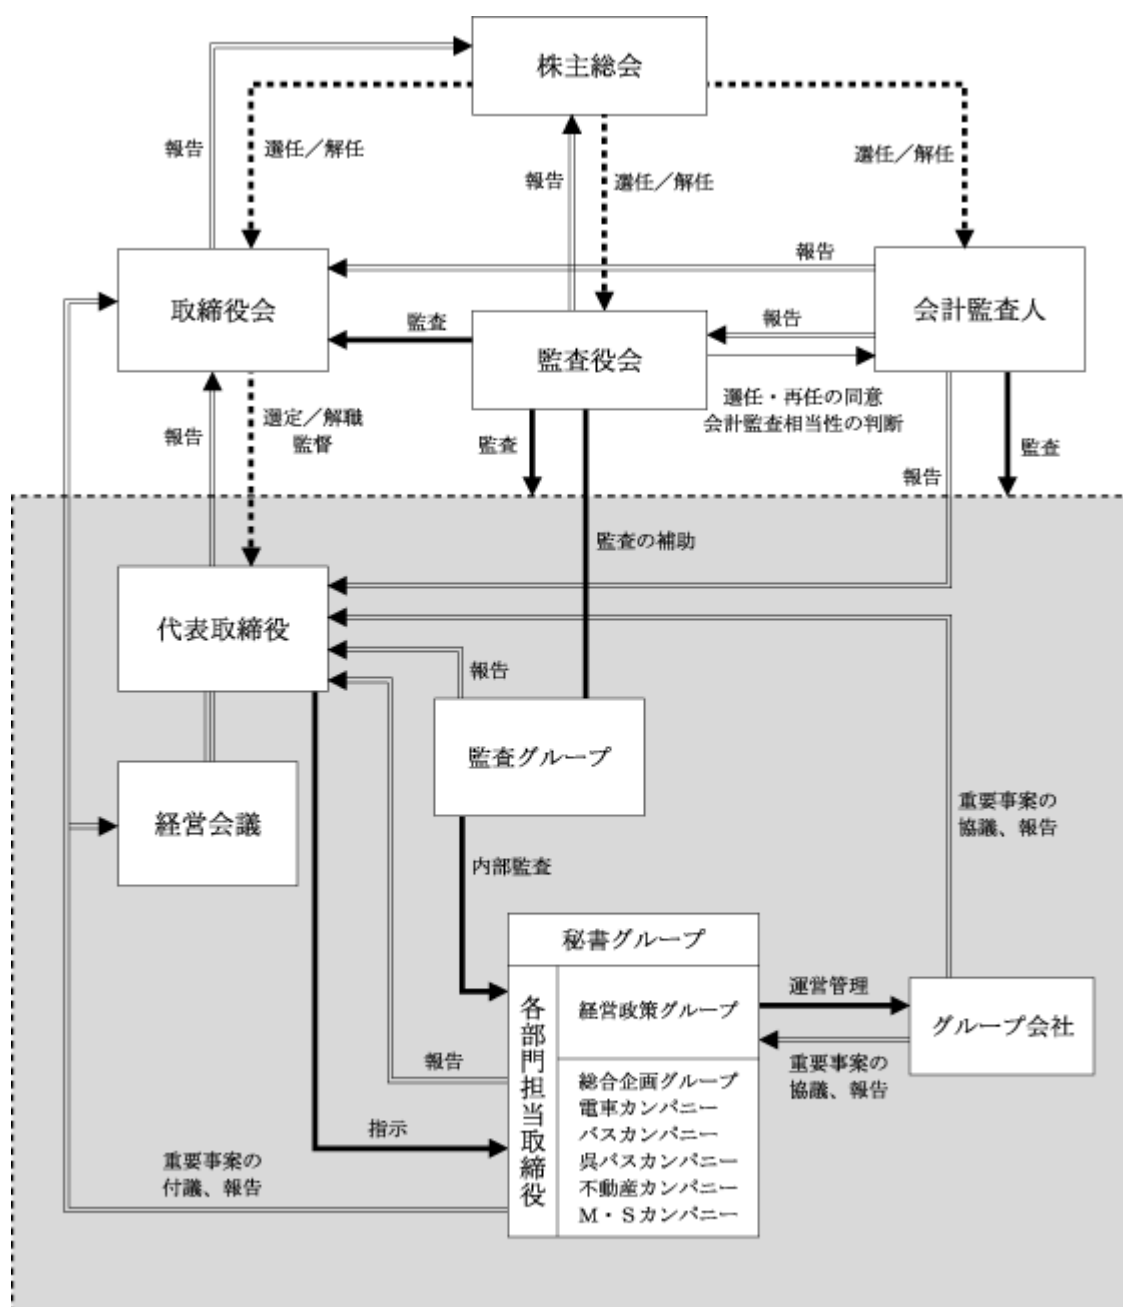 株主総会
報告
選任／解任
報告
選任／解任
選任／解任
取締役会
監査
監査役会
報告
報告
会計監査人
選任・再任の同意
会計監査相当性の判断
報告
選定／解職
監督
監査
監査
報告
監査の補助
代表取締役
報告
監査グループ
経営会議
内部監査
重要事案の
協議、報告
秘書グループ
各部門担当取締役
経営政策グループ
総合企画グループ
電車カンパニー
バスカンパニー
呉バスカンパニー
不動産カンパニー
M・Sカンパニー
運営管理
グループ会社
重要事案の
協議、報告
報告
指示
重要事案の
付議、報告